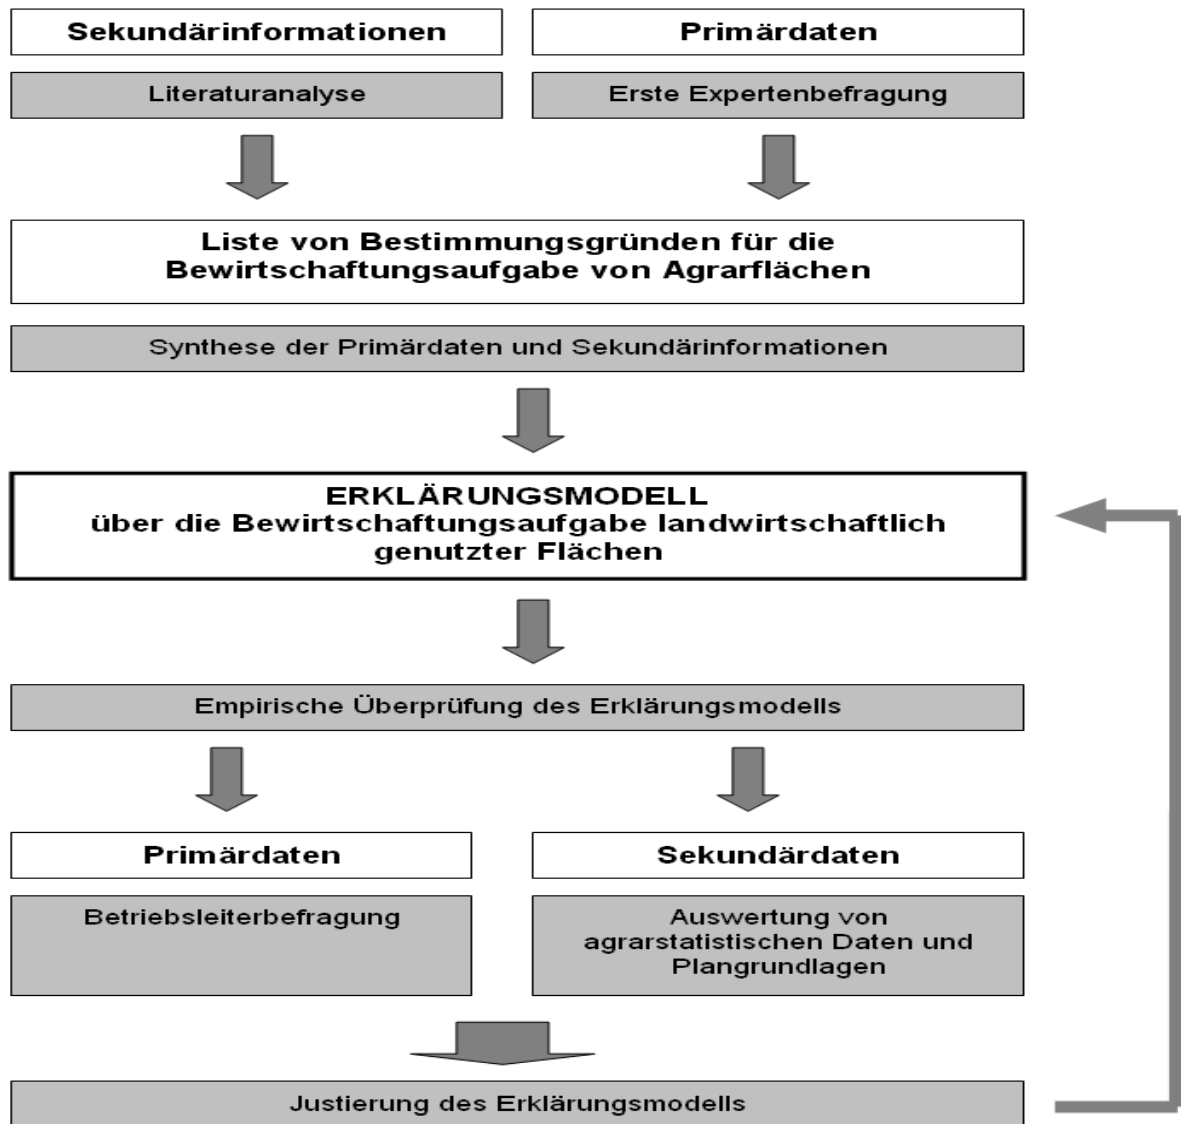 Sekundärinformationen
Primärdaten
Literaturanalyse
Erste Expertenbefragung
Liste von Bestimmungsgründen für die
Bewirtschaftungsaufgabe von Agrarflächen
Synthese der Primärdaten und Sekundärinformationen
ERKLÄRUNGSMODELL
über die Bewirtschaftungsaufgabe landwirtschaftlich
genutzter Flächen
Empirische Überprüfung des Erklärungsmodells
Primärdaten
Sekundärdaten
Betriebsleiterbefragung
Auswertung von
agrarstatistischen Daten und
Plangrundlagen
Justierung des Erklärungsmodells